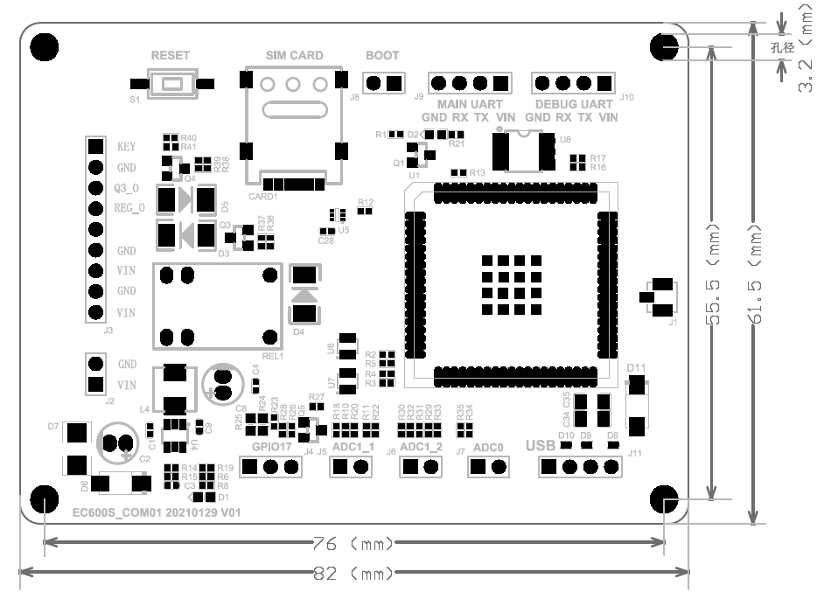 RESET
SIM CARD
BOOT
孔径
3.2 (mm)
S1
J8
J9
J10
MAIN UART
DEBUG UART
GND RX TX VIN
GND RX TX VIN
R40
R41
R1
D2
R21
U8
KEY
GND
Q3_O
REG_O
GND
VIN
GND
VIN
J3
R39
R38
Q4
Q1
U1
R17
R16
R13
CARD1
D5
R12
U5
C28
Q3
R37
R36
D3
55.5 (mm)
61.5 (mm)
J1
D4
REL1
U6
R2
R5
R4
R3
U7
GND
VIN
J2
C4
D11
L4
C8
R27
C35
C34
D7
C1
U4
C9
R25
R24
R23
R28
R26
Q5
R18
R10
R20
R11
R22
R30
R32
R31
R29
R33
R35
R34
C2
GPIO17
J4
J5
ADC1_1
J6
ADC1_2
J7
ADC0
USB
D10
D9
D8
J11
D6
R14
R15
C3
R19
R6
R8
D1
EC600S_COM01 20210129 V01
76 (mm)
82 (mm)